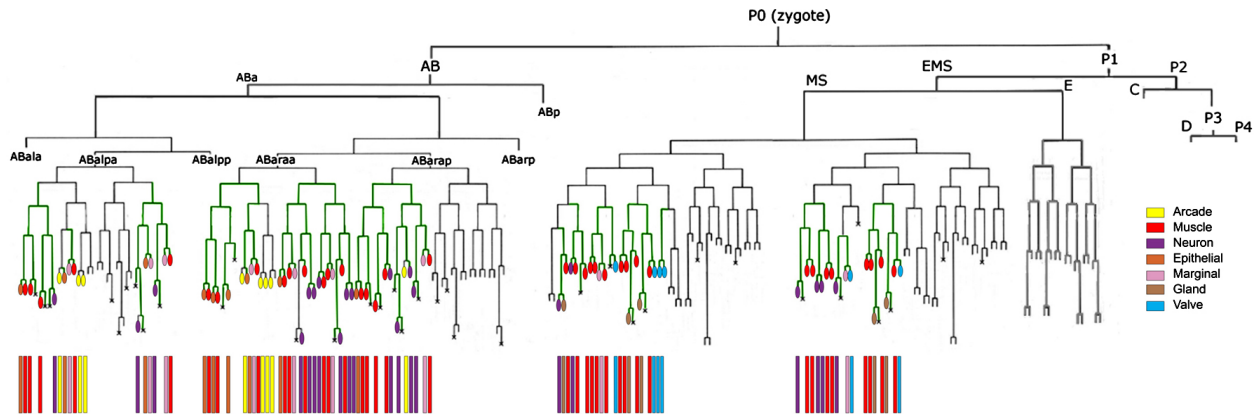 P0 (zygote)
AB
P1
EMS
P2
ABa
MS
E
C
ABp
P3
D
P4
ABala
ABalpa
ABalpp
ABaraa
ABarap
ABarp
Arcade
Muscle
Neuron
Epithelial
Marginal
Gland
Valve